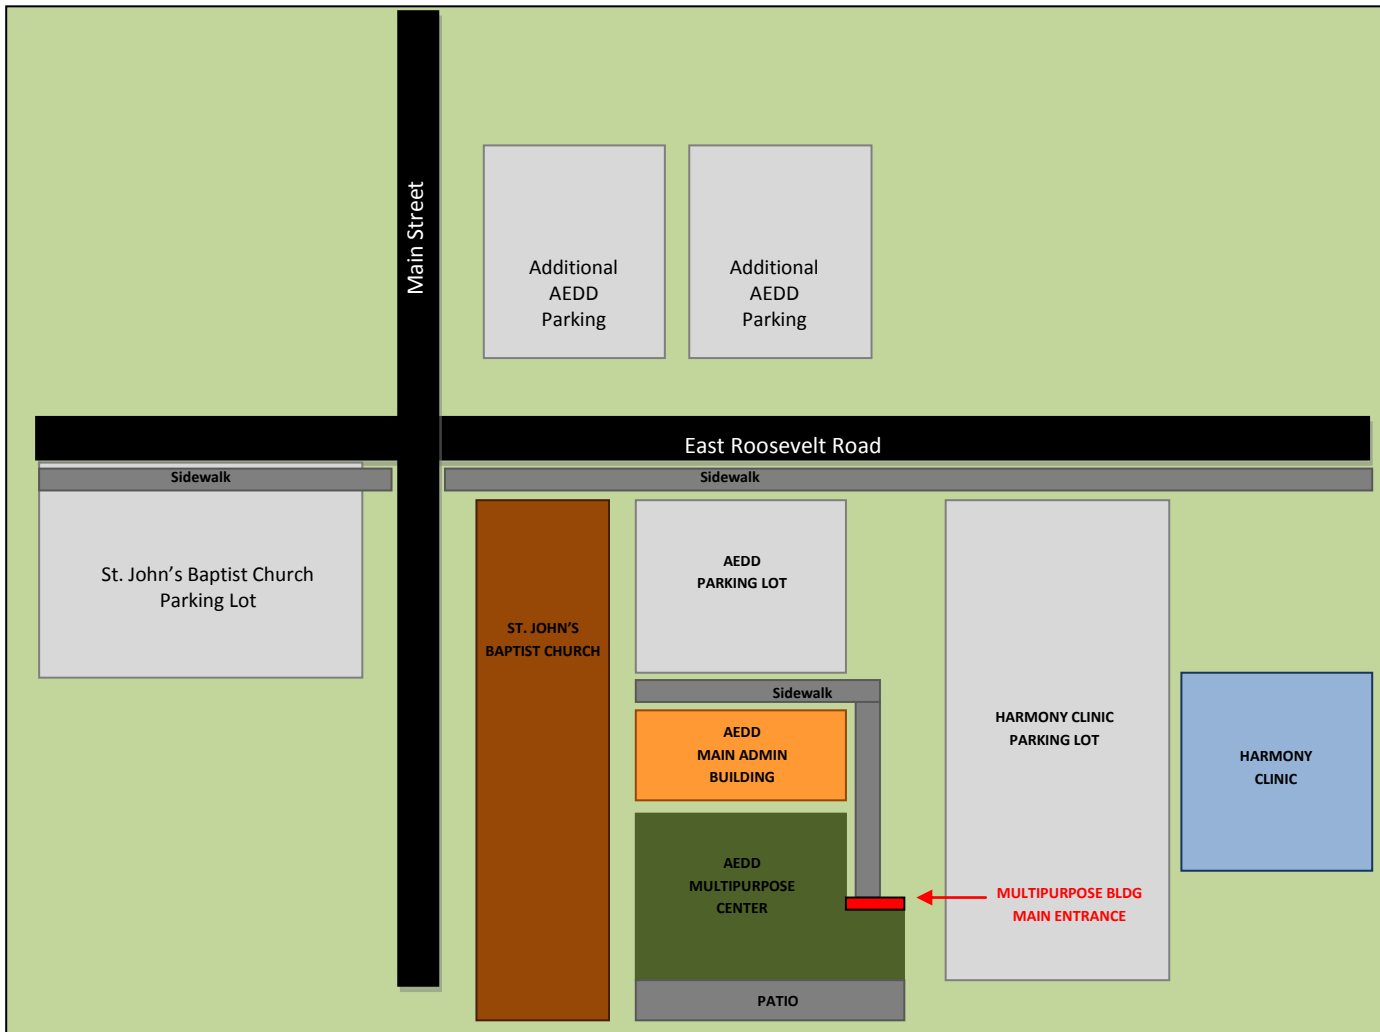 Main Street
Additional
AEDD
Parking
Additional
AEDD
Parking
East Roosevelt Road
Sidewalk
Sidewalk
St. John’s Baptist Church
Parking Lot
ST. JOHN’S
BAPTIST CHURCH
AEDD
PARKING LOT
Sidewalk
AEDD
MAIN ADMIN
BUILDING
AEDD
MULTIPURPOSE
CENTER
PATIO
HARMONY CLINIC
PARKING LOT
HARMONY
CLINIC
MULTIPURPOSE BLDG
MAIN ENTRANCE